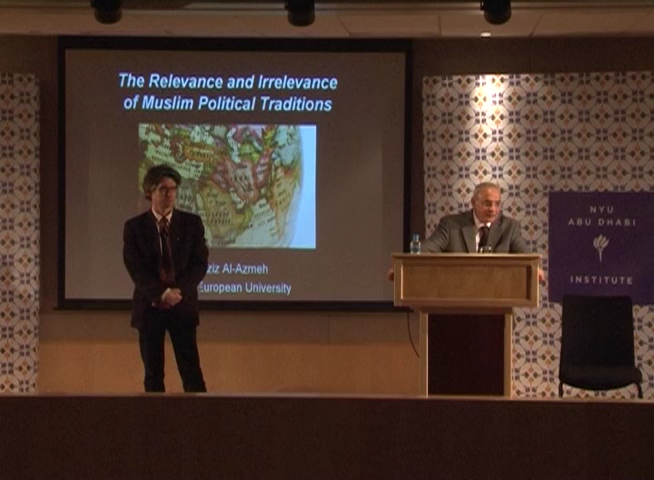 The Relevance and Irrelevance
of Muslim Political Traditions
ziz Al-Azmeh
European University
NYU
ABU DHABI
INSTITUTE